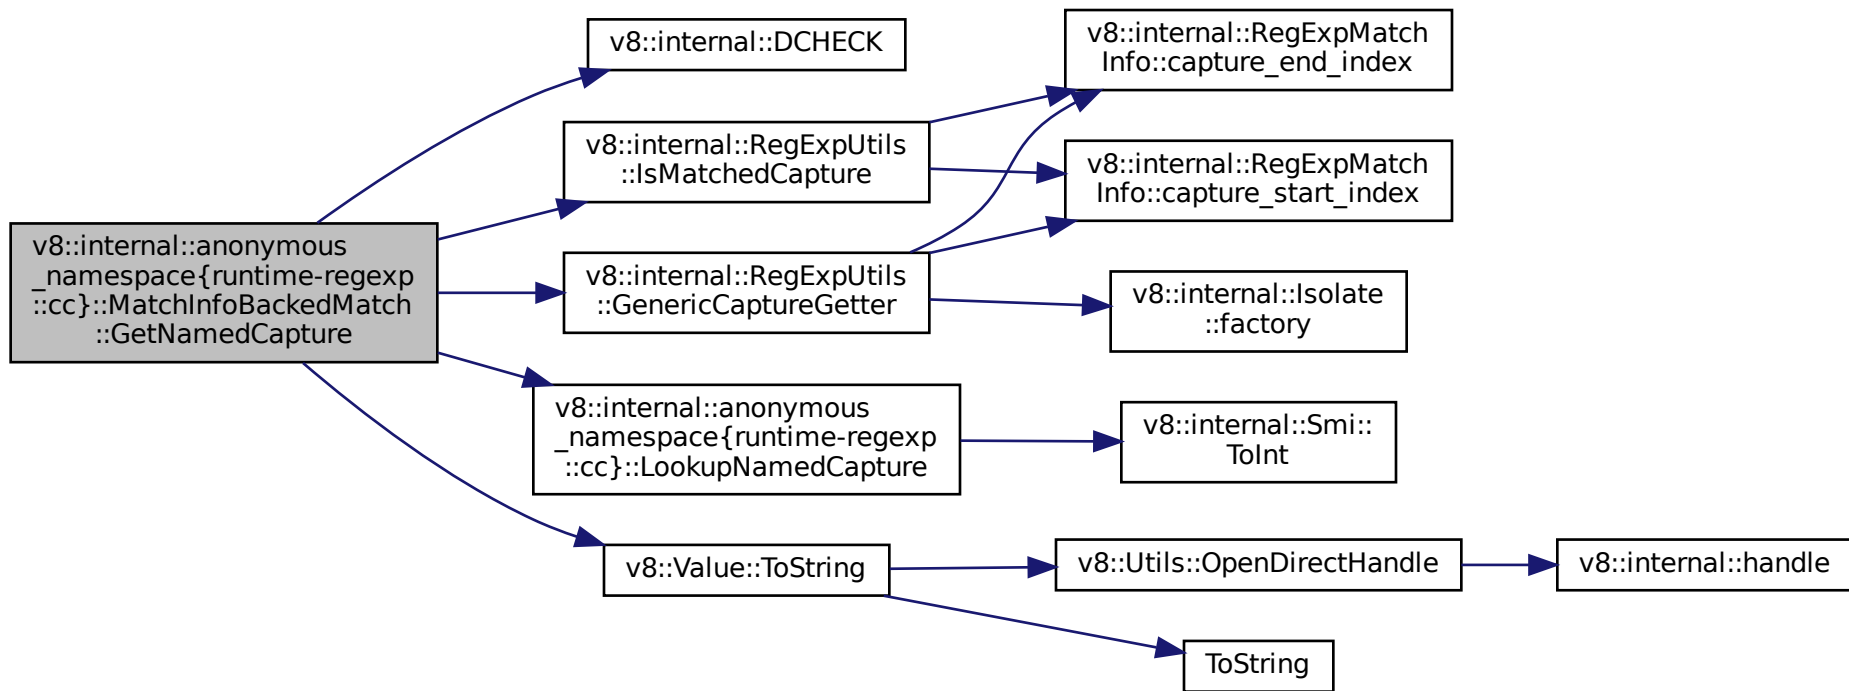 v8::internal::anonymous
_namespace{runtime-regexp
::cc}::MatchInfoBackedMatch
::GetNamedCapture
v8::internal::DCHECK
v8::internal::RegExpUtils
::IsMatchedCapture
v8::internal::RegExpUtils
::GenericCaptureGetter
v8::internal::anonymous
_namespace{runtime-regexp
::cc}::LookupNamedCapture
v8::Value::ToString
v8::internal::RegExpMatch
Info::capture_end_index
v8::internal::RegExpMatch
Info::capture_start_index
v8::internal::Isolate
::factory
v8::internal::Smi::
ToInt
v8::Utils::OpenDirectHandle
ToString
v8::internal::handle